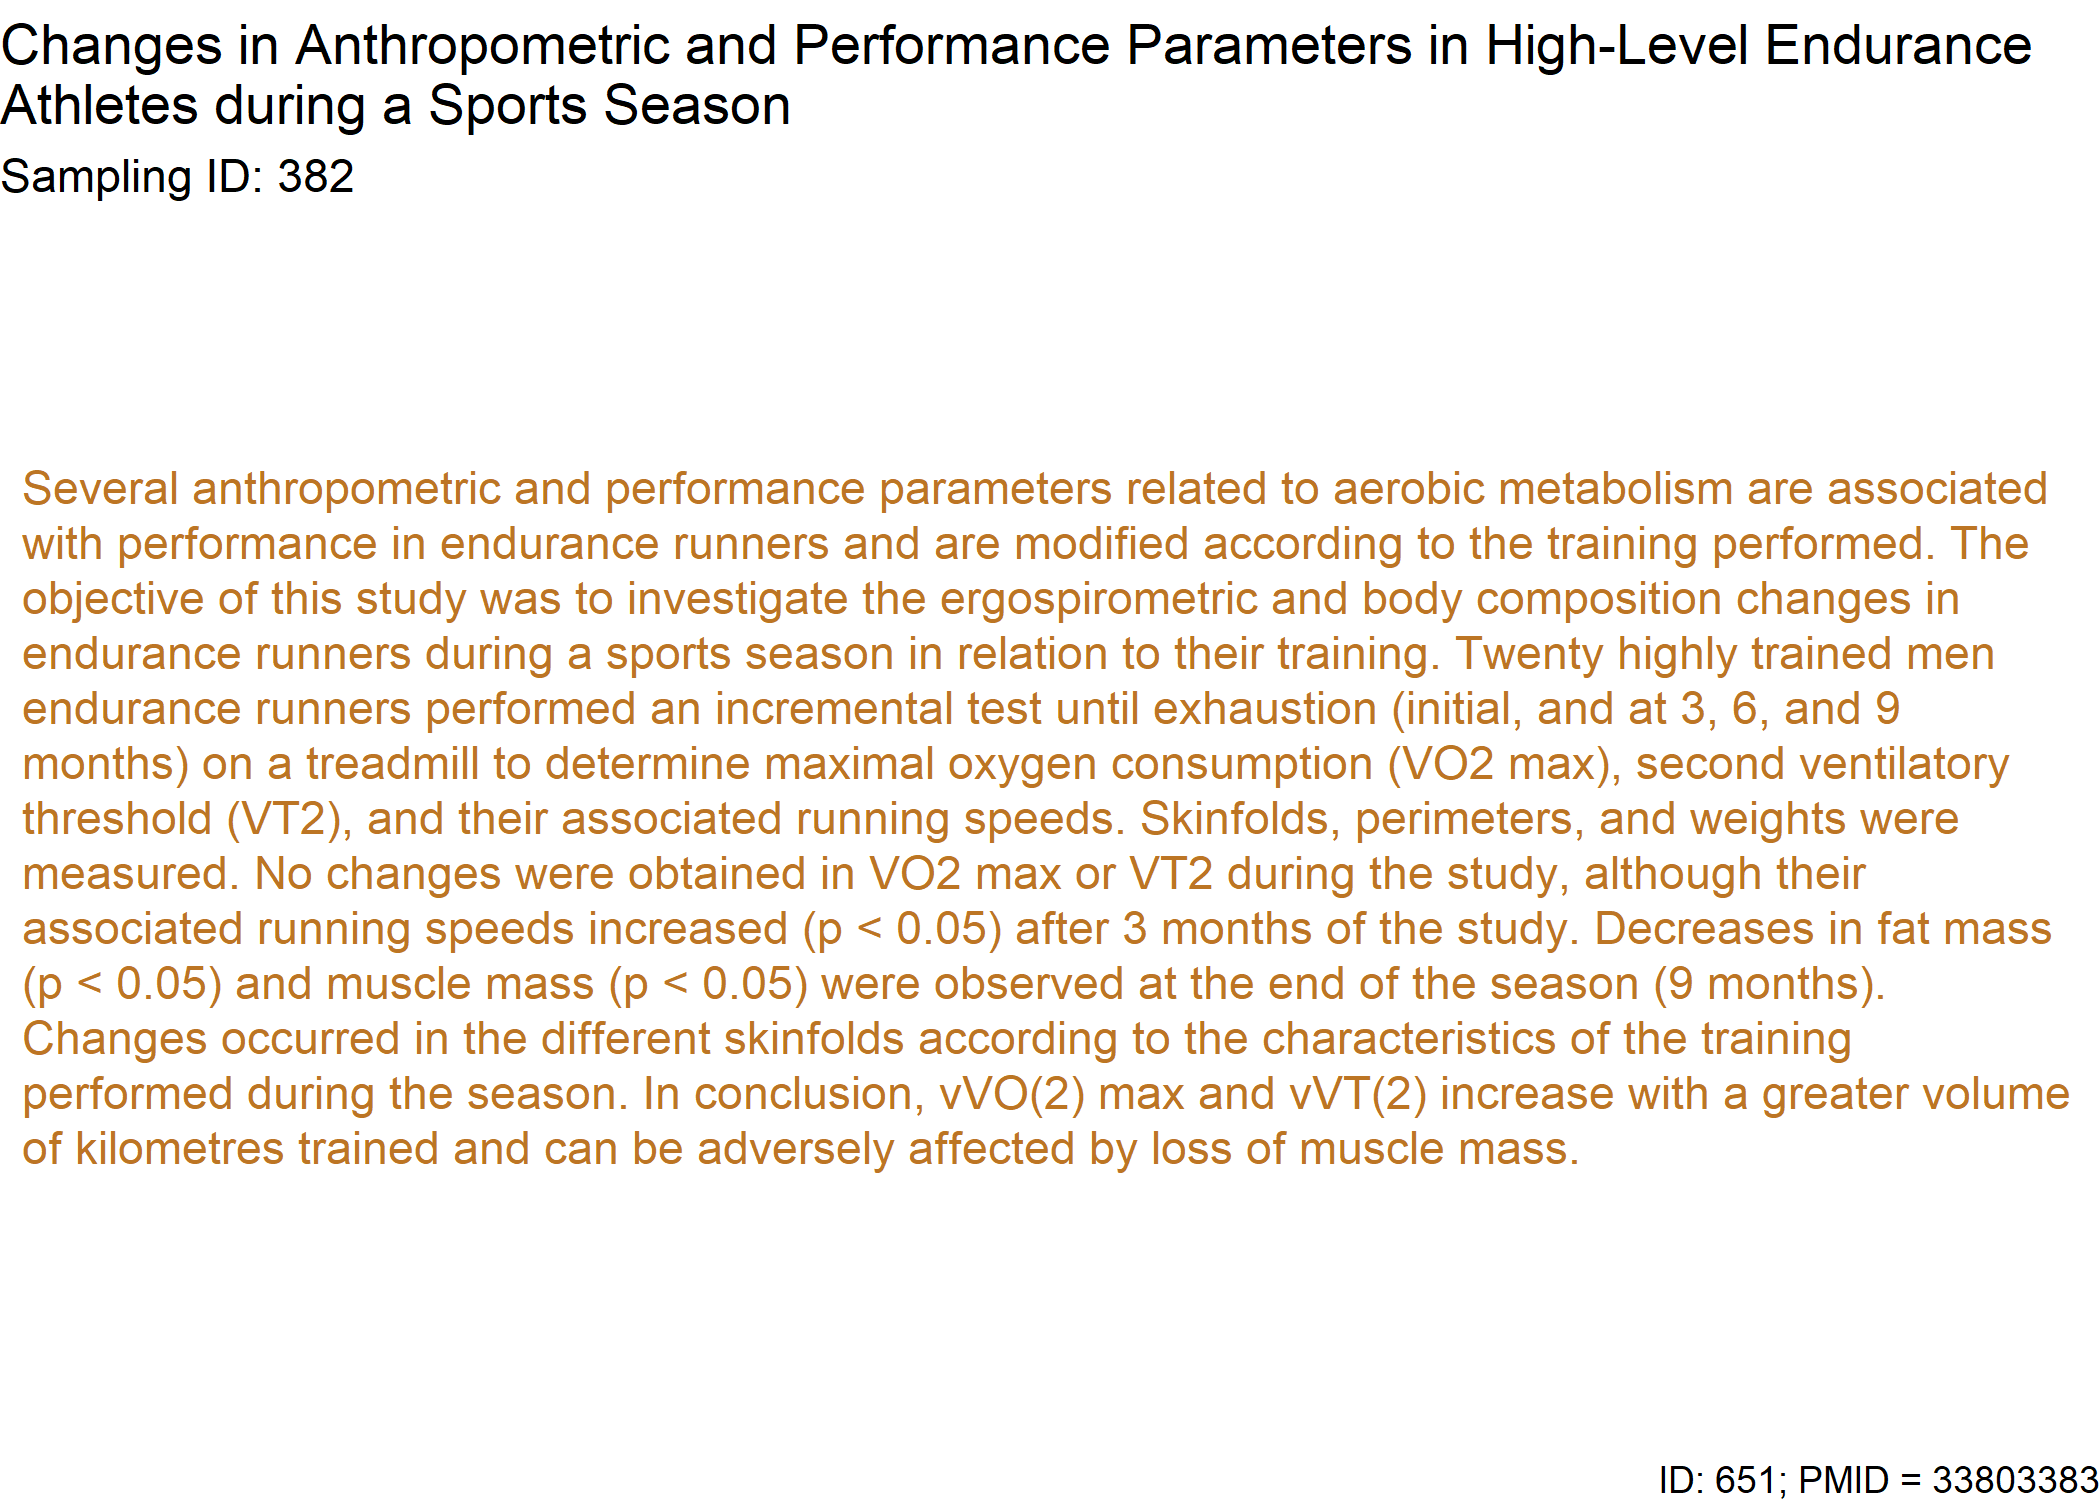 Changes in Anthropometric and Performance Parameters in High-Level Endurance
Athletes during a Sports Season
Sampling ID: 382
Several anthropometric and performance parameters related to aerobic metabolism are associated
with performance in endurance runners and are modified according to the training performed. The
objective of this study was to investigate the ergospirometric and body composition changes in
endurance runners during a sports season in relation to their training. Twenty highly trained men
endurance runners performed an incremental test until exhaustion (initial, and at 3, 6, and 9
months) on a treadmill to determine maximal oxygen consumption (VO2 max), second ventilatory
threshold (VT2), and their associated running speeds. Skinfolds, perimeters, and weights were
measured. No changes were obtained in VO2 max or VT2 during the study, although their
associated running speeds increased (p < 0.05) after 3 months of the study. Decreases in fat mass
(p < 0.05) and muscle mass (p < 0.05) were observed at the end of the season (9 months).
Changes occurred in the different skinfolds according to the characteristics of the training
performed during the season. In conclusion, vVO(2) max and vVT(2) increase with a greater volume
of kilometres trained and can be adversely affected by loss of muscle mass.
ID: 651; PMID = 33803383